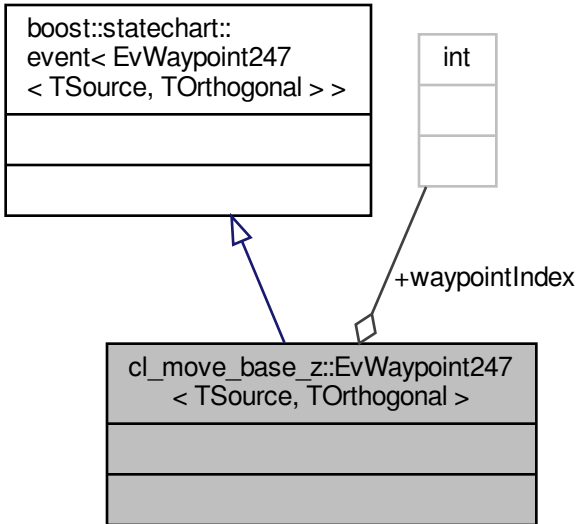 boost::statechart::
event< EvWaypoint247
< TSource, TOrthogonal > >
int
+waypointIndex
cl_move_base_z::EvWaypoint247
< TSource, TOrthogonal >